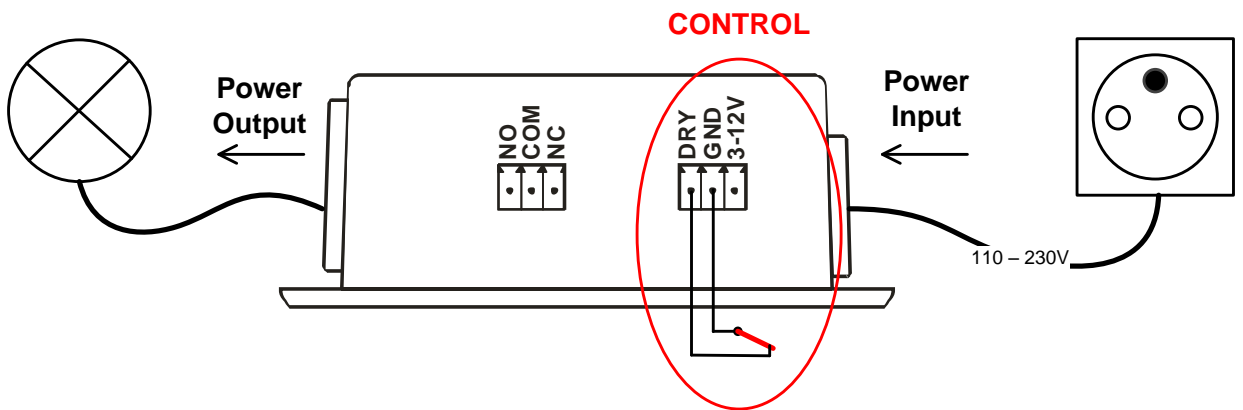 CONTROL
Power
Output
Power
Input
NO
COM
NC
DRY
GND
3-12V
110 – 230V